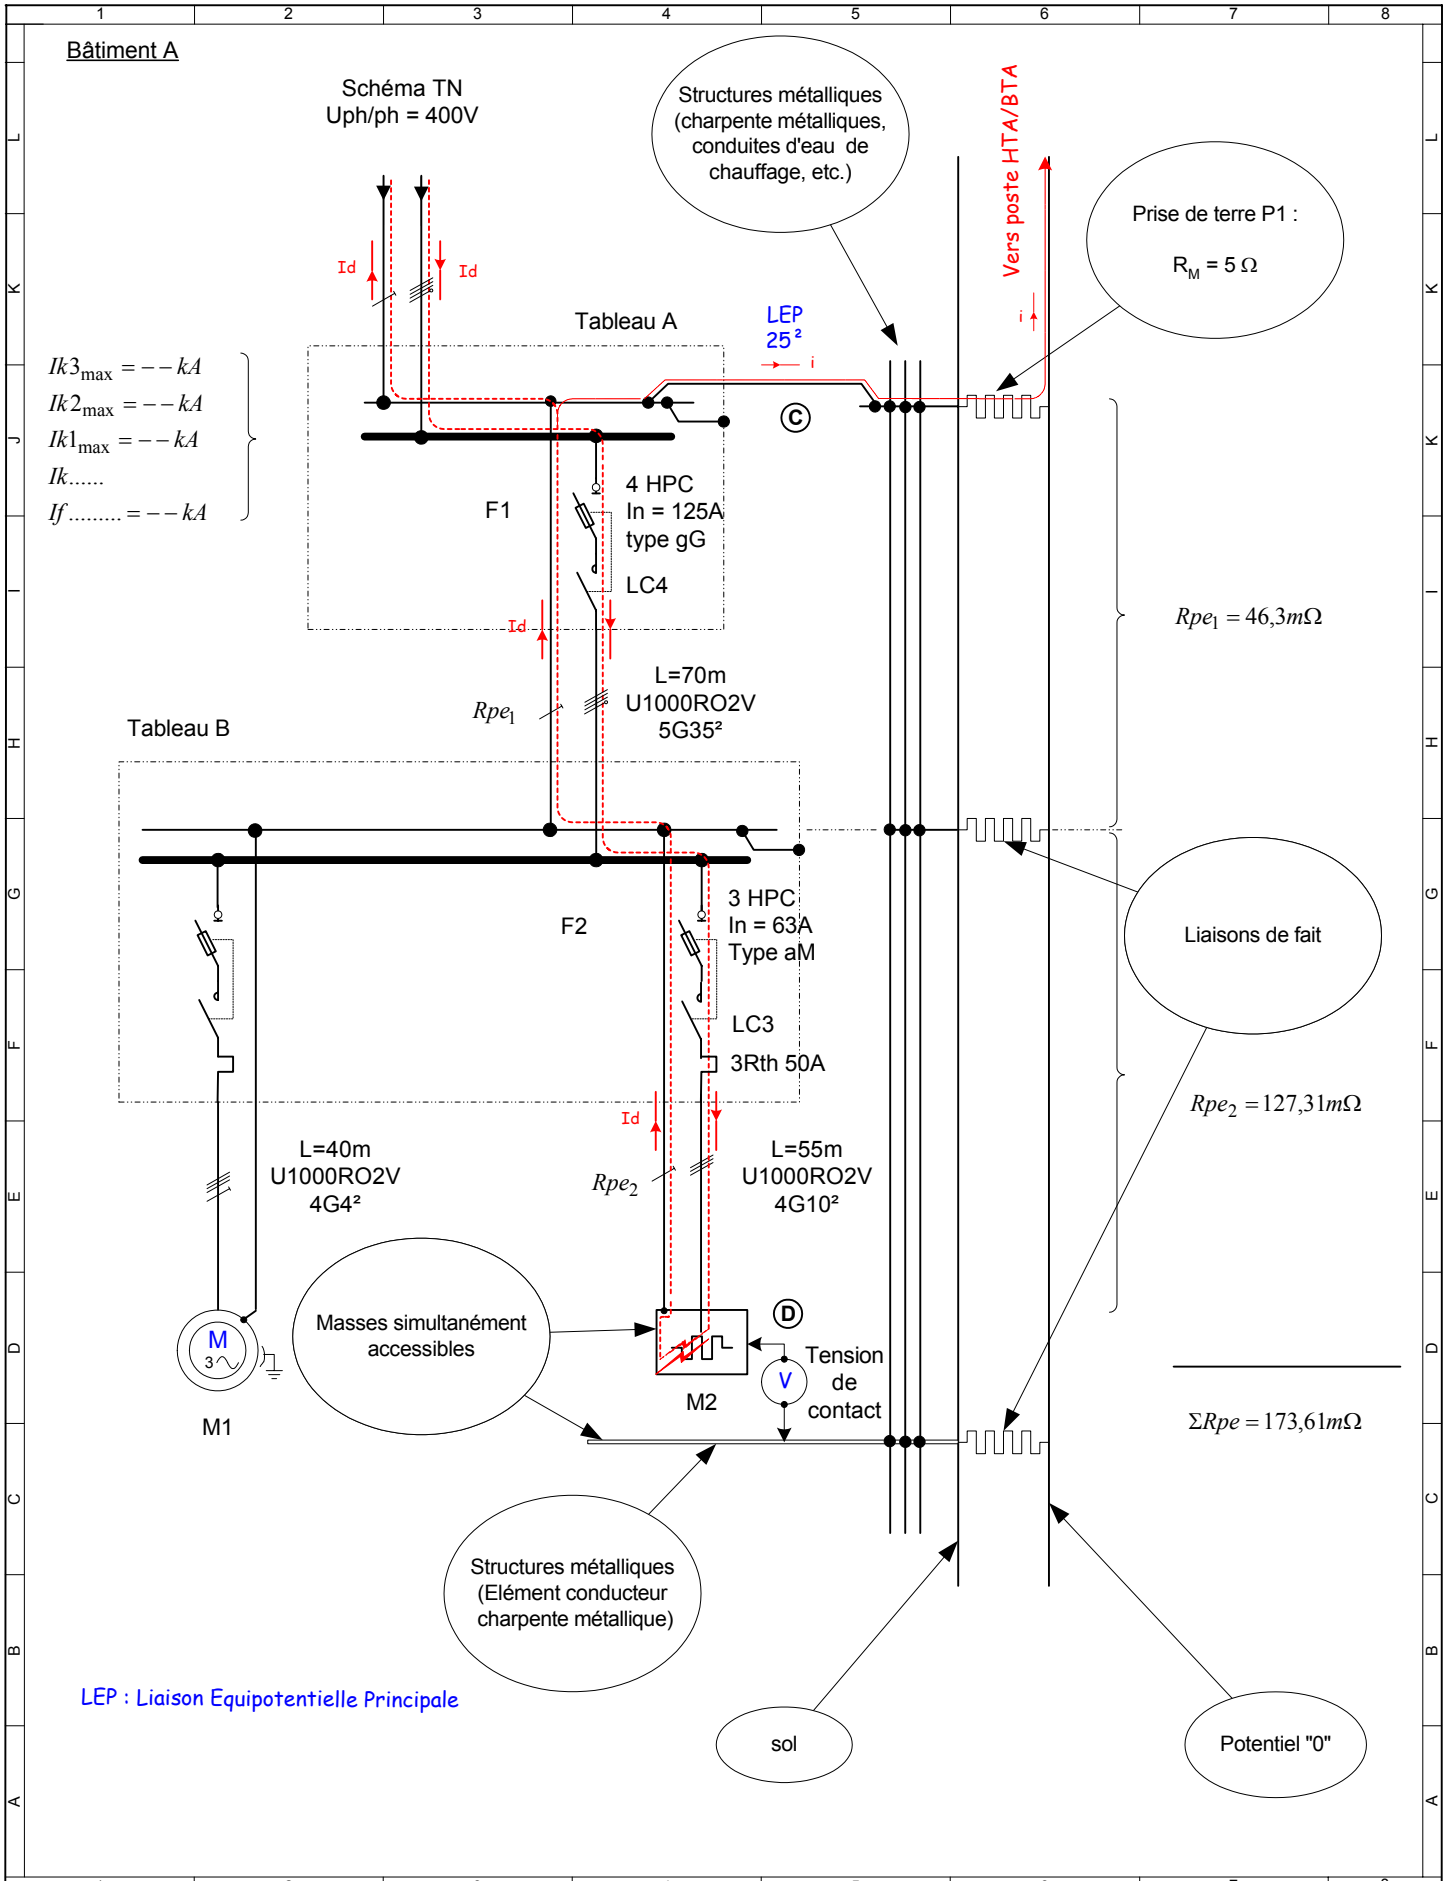 1 2 3 4 5 6 7 8
Bâtiment A
Schéma TN
Uph/ph = 400V
Structures métalliques
(charpente métalliques,
conduites d'eau de
chauffage, etc.)
Vers poste HTA/BTA
Prise de terre P1 :
R_M = 5 Ω
L
L
K
K
Id
Id
i
Tableau A
LEP
25²
i
Ik3max = − − kA
Ik2max = − − kA
Ik1max = − − kA
Ik......
If ......... = − − kA
J
K
C
F1
4 HPC
In = 125A
type gG
LC4
I
I
Id
Rpe1 = 46,3mΩ
Rpe1
L=70m
U1000RO2V
5G35²
H
H
Tableau B
G
G
F2
3 HPC
In = 63A
Type aM
LC3
3Rth 50A
Liaisons de fait
F
F
Id
Rpe2 = 127,31mΩ
L=40m
U1000RO2V
4G4²
Rpe2
L=55m
U1000RO2V
4G10²
E
E
Masses simultanément
accessibles
D
D
D
M
3
M1
M2
V
Tension
de
contact
ΣRpe = 173,61mΩ
C
C
Structures métalliques
(Elément conducteur
charpente métallique)
B
B
LEP : Liaison Equipotentielle Principale
sol
Potentiel "0"
A
A